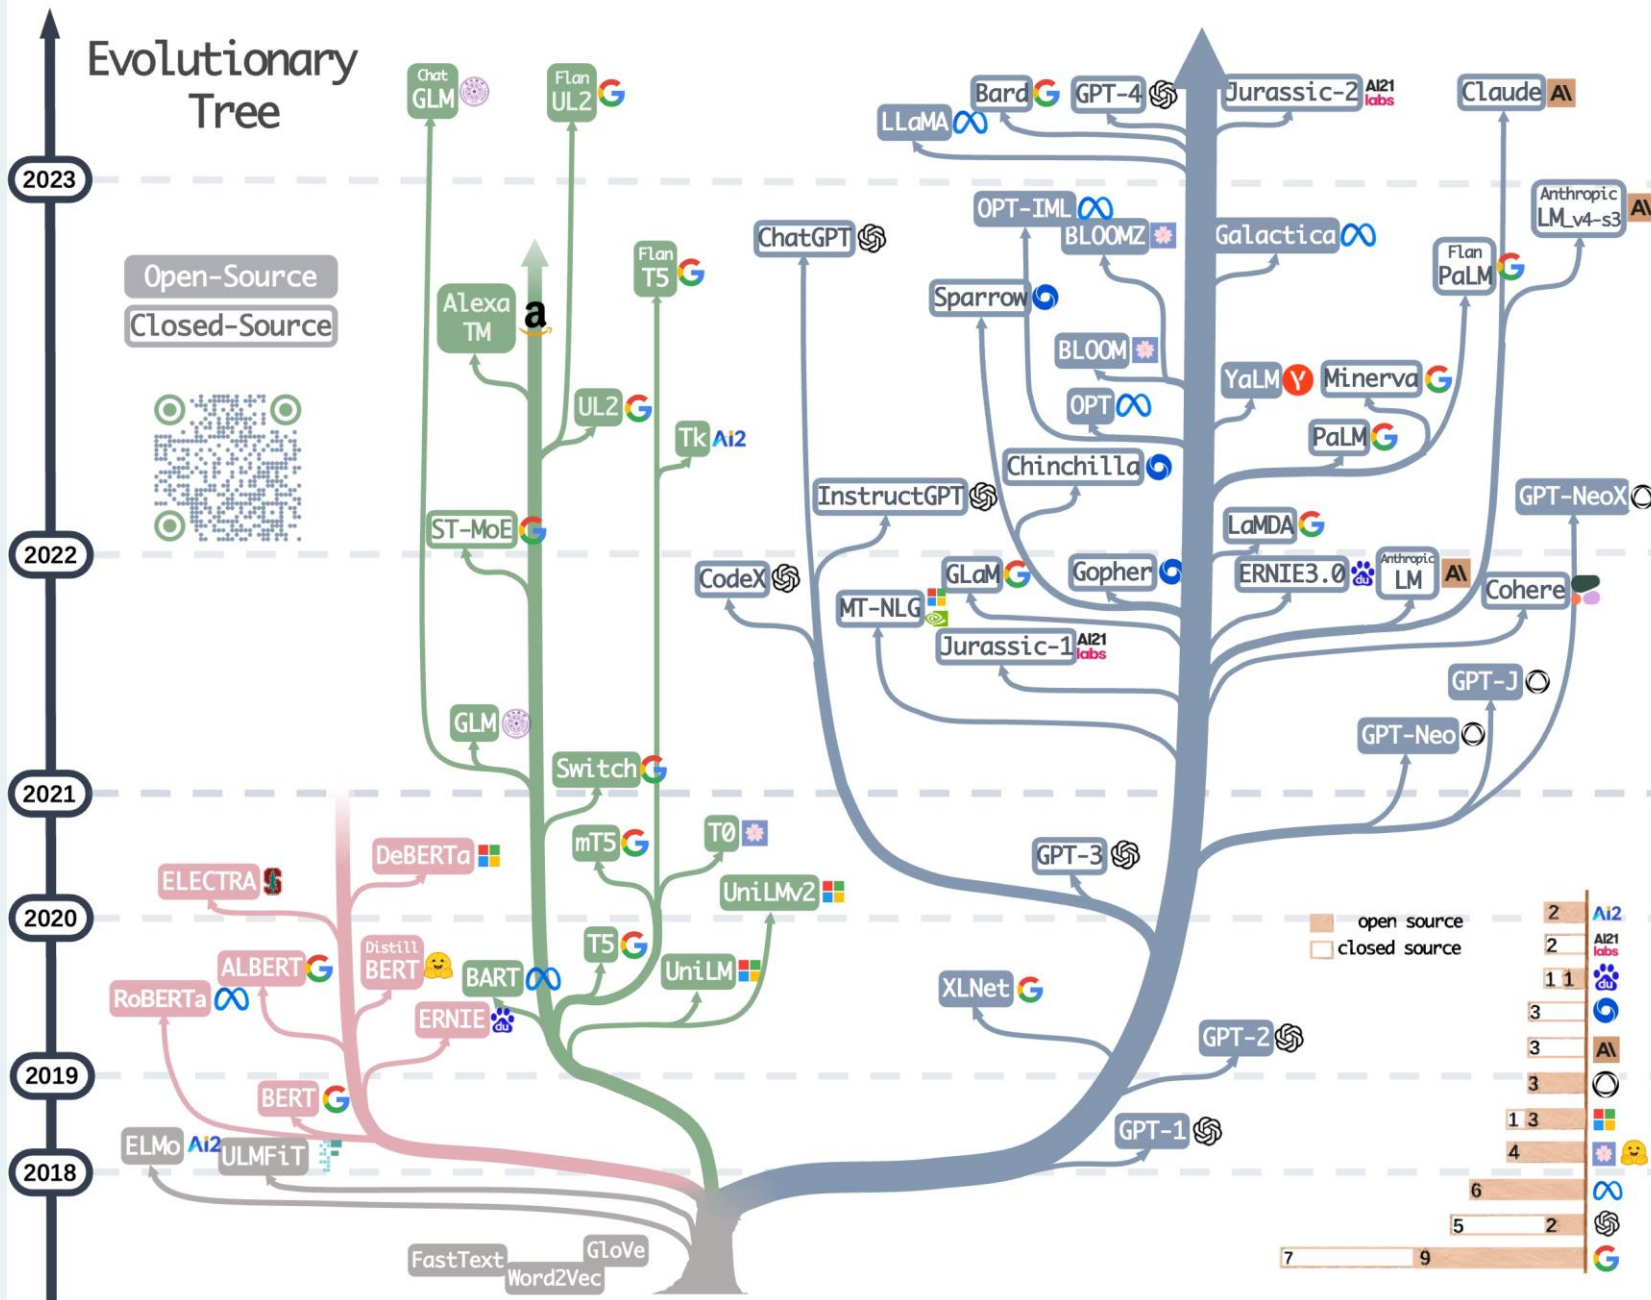 Evolutionary
Tree
Chat
GLM
Flan
UL2
Bard
GPT-4
Jurassic-2
AI21
labs
Claude
A\
LLaMA
2023
OPT-IML
Anthropic
LM_v4-s3
A\
ChatGPT
BLOOMZ
Galactica
Flan
T5
Flan
PaLM
Open-Source
Alexa
TM
a
Sparrow
Closed-Source
BLOOM
YaLM
Minerva
UL2
OPT
Tk
Ai2
PaLM
Chinchilla
InstructGPT
GPT-NeoX
ST-MoE
LaMDA
2022
CodeX
GLaM
Gopher
ERNIE3.0
du
Anthropic
LM
A\
Cohere
MT-NLG
Jurassic-1
AI21
labs
GPT-J
GLM
GPT-Neo
Switch
2021
mT5
T0
DeBERTa
GPT-3
ELECTRA
UniLMv2
2020
open source
2
Ai2
closed source
2
AI21
labs
T5
Distill
BERT
ALBERT
BART
UniLM
1 1
du
RoBERTa
XLNet
3
ERNIE
du
GPT-2
3
A\
2019
3
BERT
1 3
GPT-1
ELMo
Ai2
ULMFiT
4
2018
6
5 2
FastText
GloVe
Word2Vec
7 9